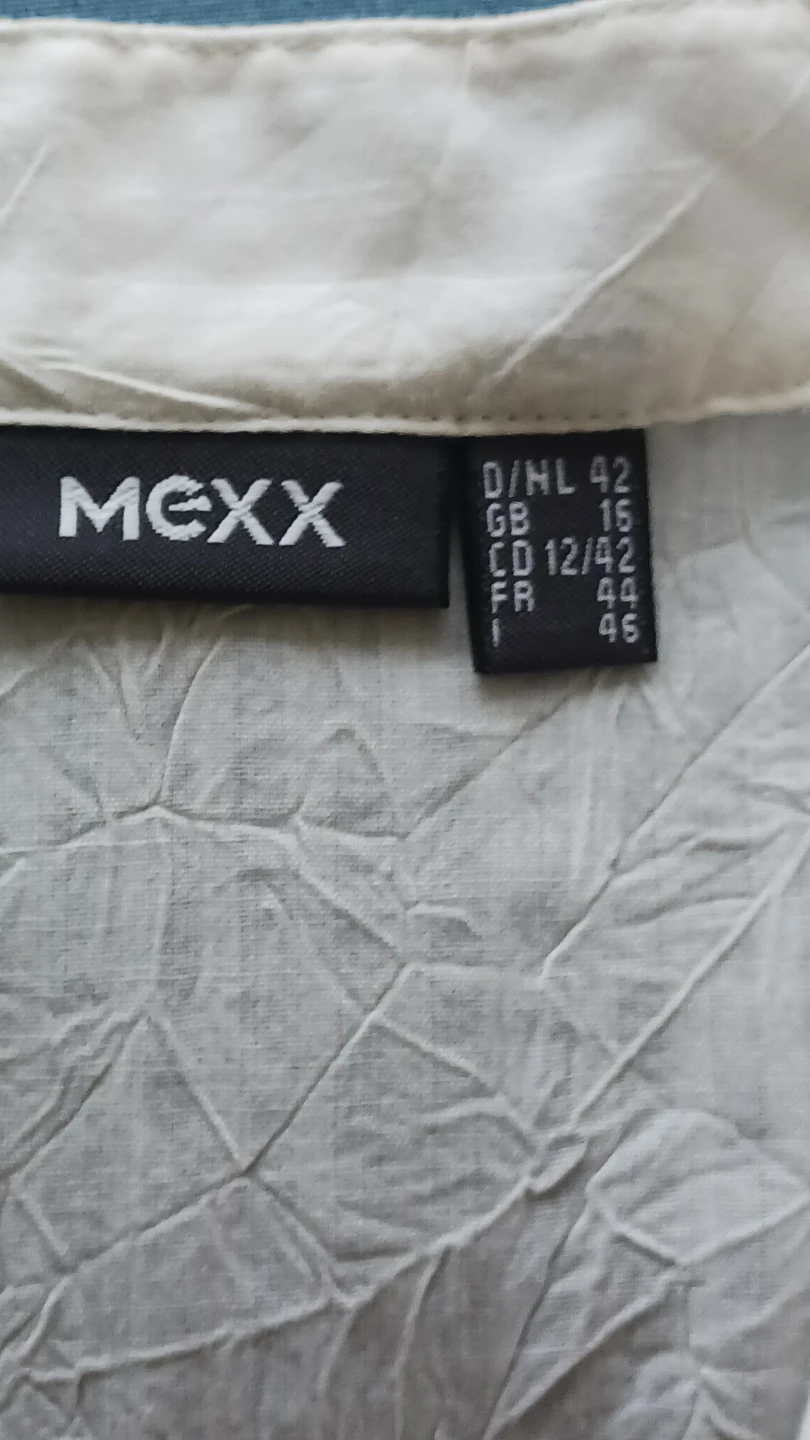 MeXX
D/NL 42
GB 16
CD 12/42
FR 44
I 46